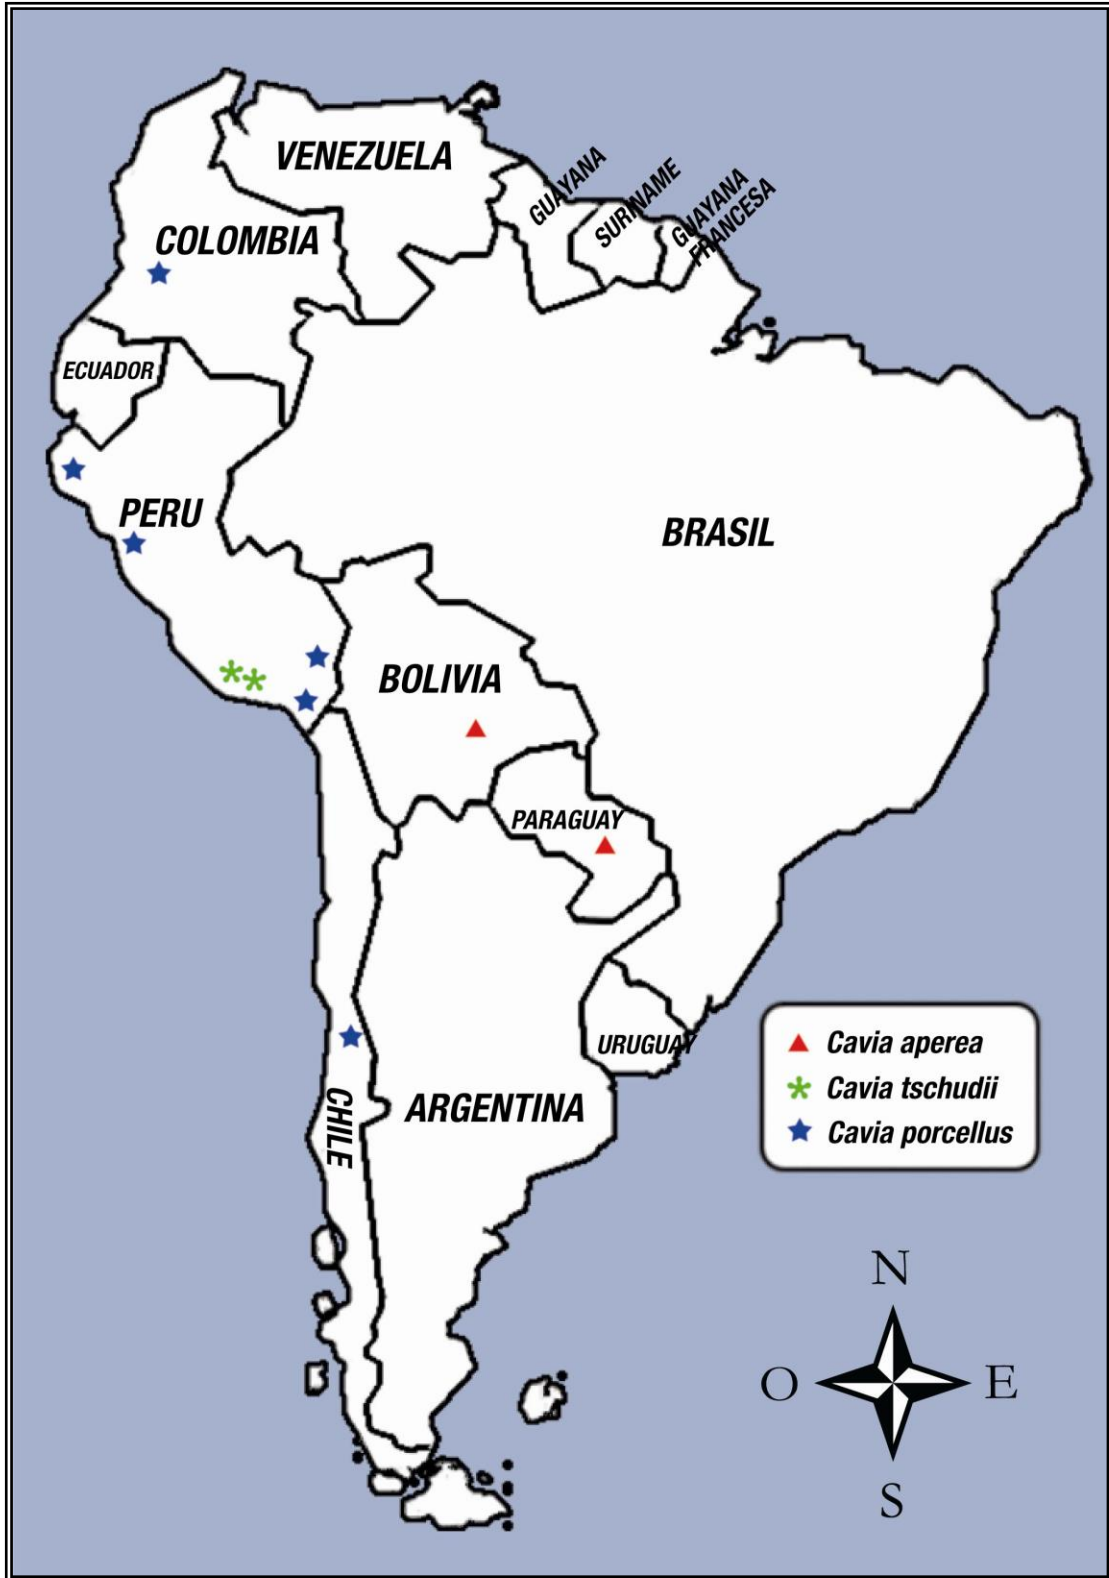 VENEZUELA
GUAYANA
SURINAME
GUAYANA
FRANCESA
COLOMBIA
ECUADOR
PERU
BRASIL
BOLIVIA
PARAGUAY
URUGUAY
CHILE
ARGENTINA
Cavia aperea
Cavia tschudii
Cavia porcellus
N
O
E
S